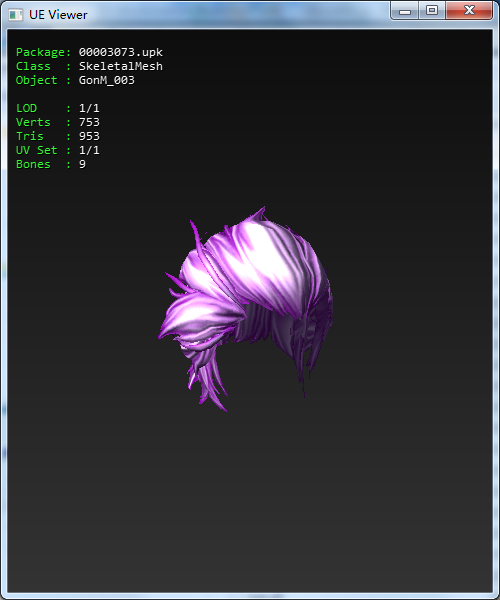 UE Viewer
Package: 00003073.upk
Class : SkeletalMesh
Object : GonM_003
LOD : 1/1
Verts : 753
Tris : 953
UV Set : 1/1
Bones : 9